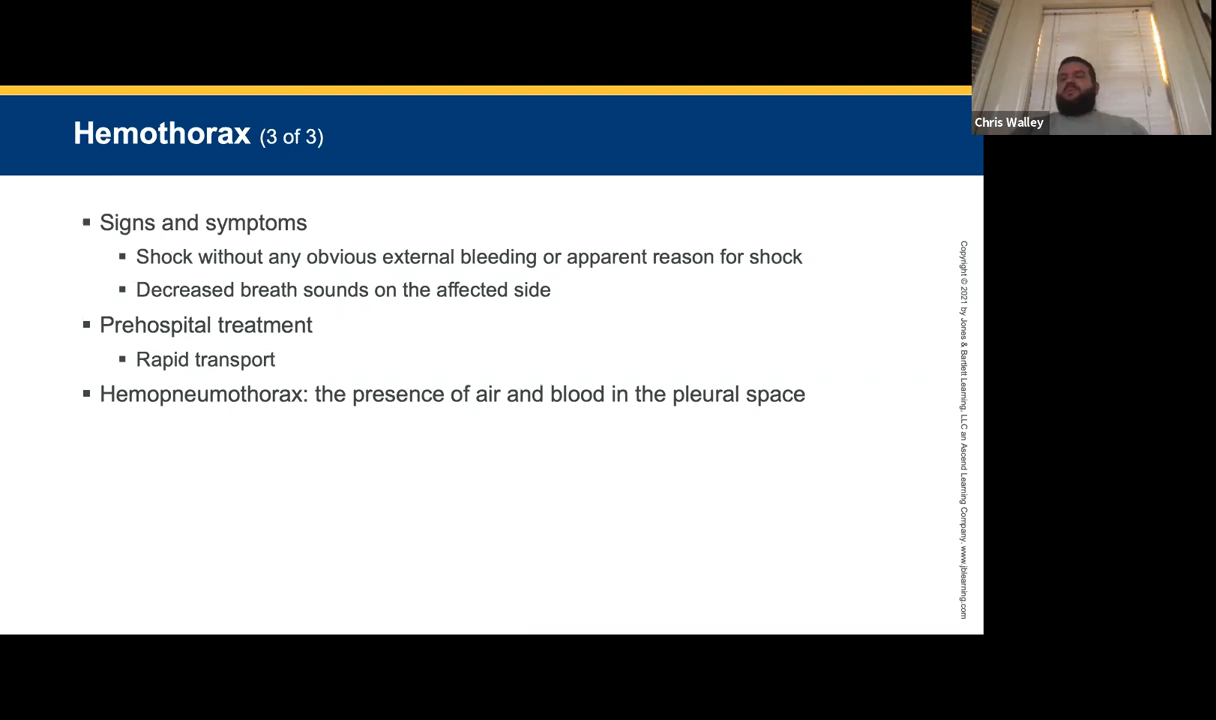 Hemothorax (3 of 3)
▪ Signs and symptoms
▪ Shock without any obvious external bleeding or apparent reason for shock
▪ Decreased breath sounds on the affected side
▪ Prehospital treatment
▪ Rapid transport
▪ Hemopneumothorax: the presence of air and blood in the pleural space
Copyright © 2021 by Jones & Bartlett Learning, LLC an Ascend Learning Company. www.jblearning.com
Chris Walley